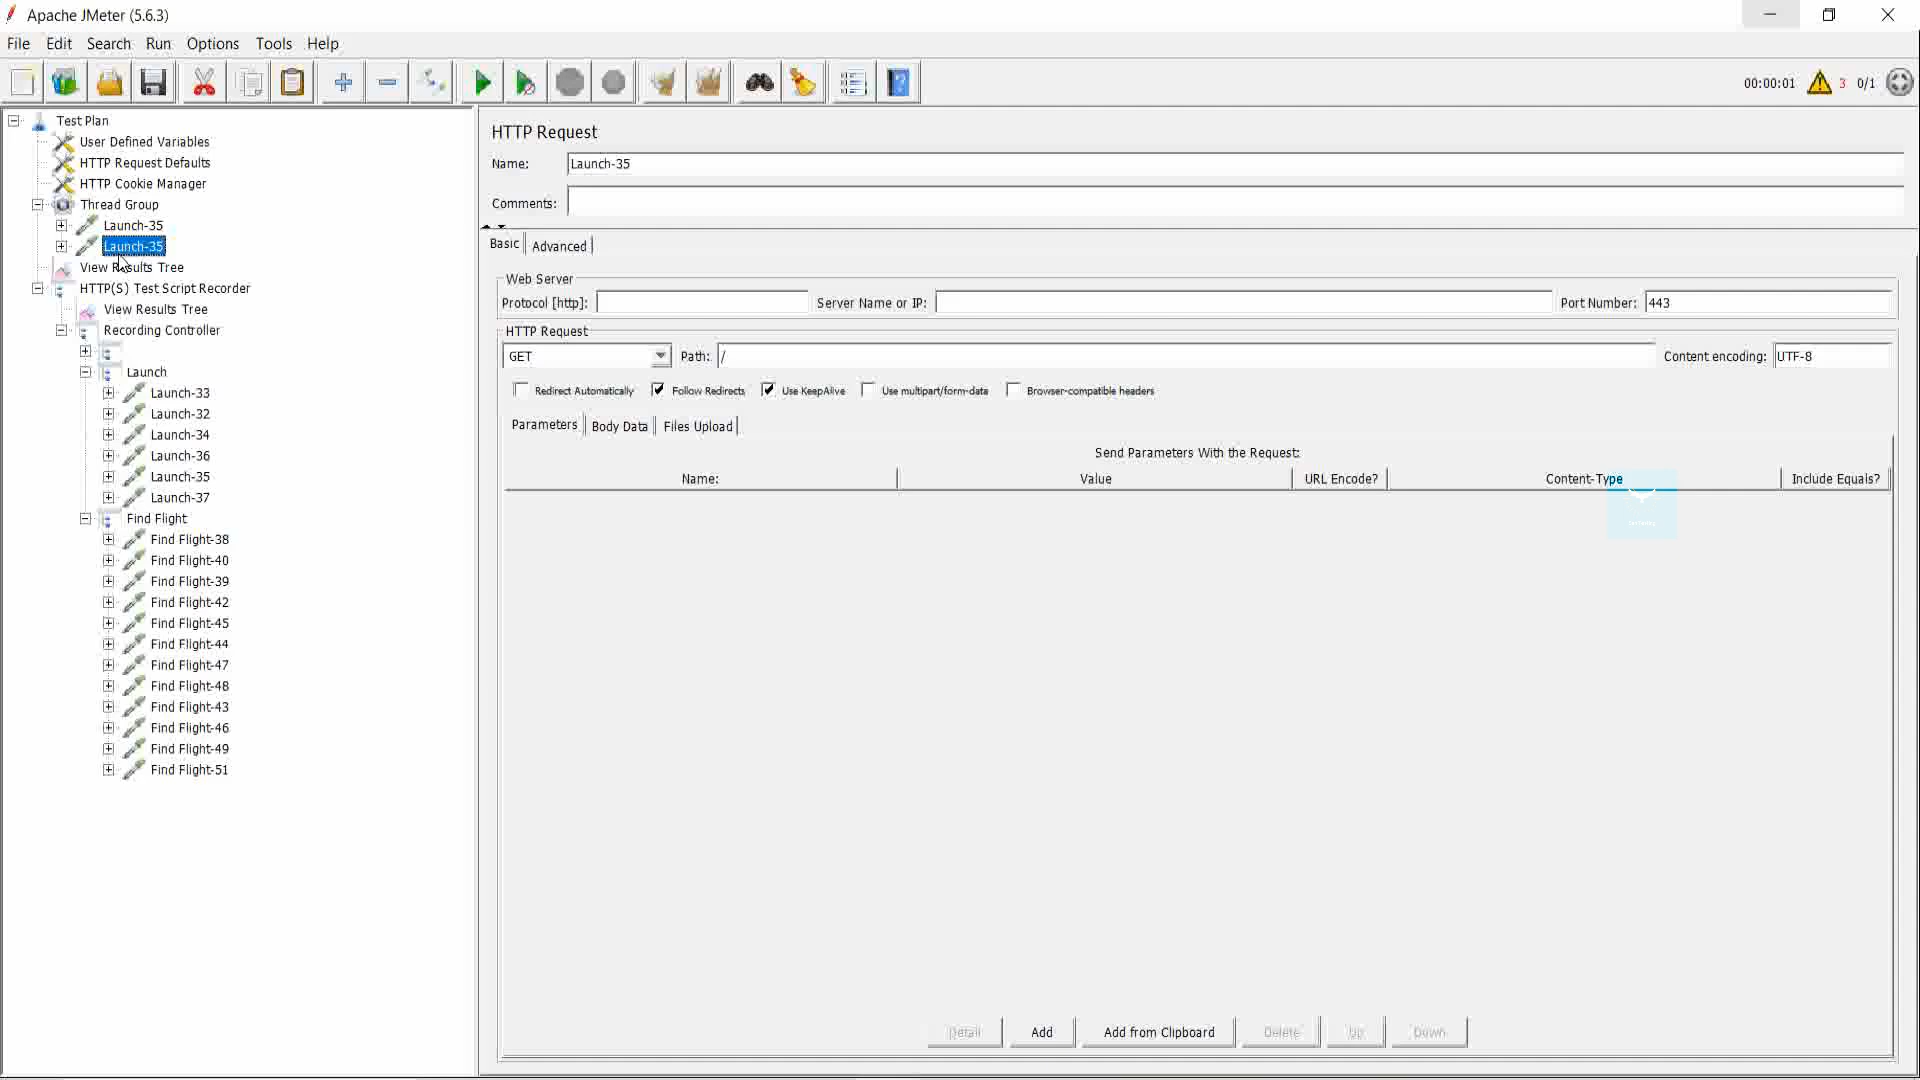 Apache JMeter (5.6.3)
File Edit Search Run Options Tools Help
00:00:01 3 0/1
Test Plan
User Defined Variables
HTTP Request Defaults
HTTP Cookie Manager
Thread Group
Launch-35
Launch-35
View Results Tree
HTTP(S) Test Script Recorder
View Results Tree
Recording Controller
Launch
Launch-33
Launch-32
Launch-34
Launch-36
Launch-35
Launch-37
Find Flight
Find Flight-38
Find Flight-40
Find Flight-39
Find Flight-42
Find Flight-45
Find Flight-44
Find Flight-47
Find Flight-48
Find Flight-43
Find Flight-46
Find Flight-49
Find Flight-51
HTTP Request
Name: Launch-35
Comments:
Basic Advanced
Web Server
Protocol [http]: Server Name or IP: Port Number: 443
HTTP Request
GET Path: / Content encoding: UTF-8
Redirect Automatically Follow Redirects Use KeepAlive Use multipart/form-data Browser-compatible headers
Parameters Body Data Files Upload
Send Parameters With the Request:
Name: Value URL Encode? Content-Type Include Equals?
Detail Add Add from Clipboard Delete Up Down